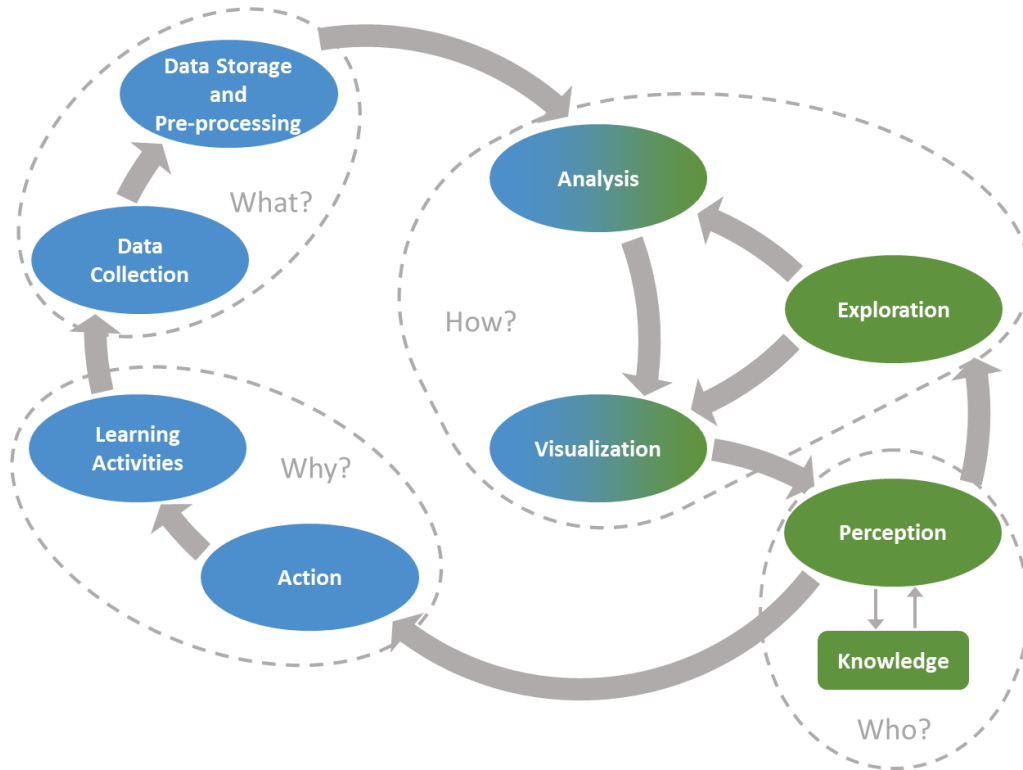 Data Storage
and
Pre-processing
What?
Data
Collection
Analysis
How?
Exploration
Visualization
Learning
Activities
Why?
Action
Perception
Knowledge
Who?